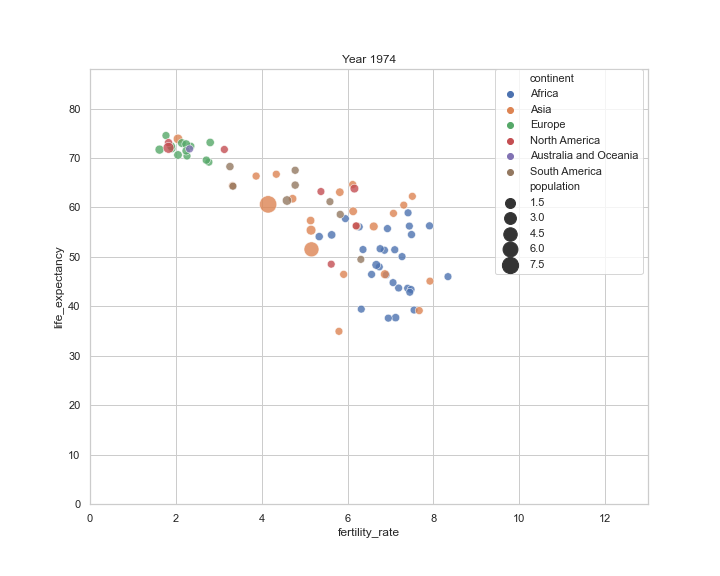 Year 1974
continent
Africa
Asia
Europe
North America
Australia and Oceania
South America
population
1.5
3.0
4.5
6.0
7.5
life_expectancy
80
70
60
50
40
30
20
10
0
0 2 4 6 8 10 12
fertility_rate